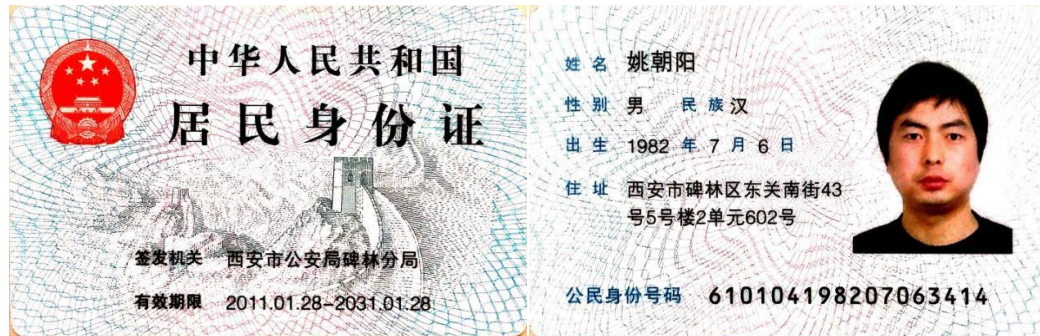 中华人民共和国
居民身份证
签发机关 西安市公安局碑林分局
有效期限 2011.01.28-2031.01.28
姓名 姚朝阳
性别 男 民族 汉
出生 1982 年 7 月 6 日
住址 西安市碑林区东关南街43
号5号楼2单元602号
公民身份号码 610104198207063414